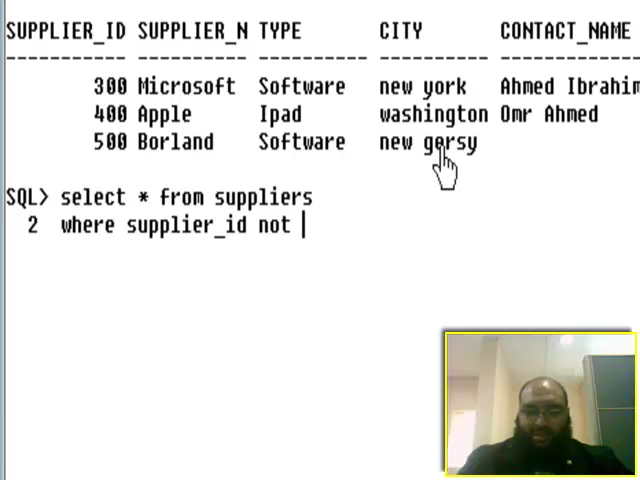 SUPPLIER_ID SUPPLIER_N TYPE CITY CONTACT_NAME
----------- ---------- ---------- ---------- ------------
300 Microsoft Software new york Ahmed Ibrahim
400 Apple Ipad washington Omr Ahmed
500 Borland Software new gersy
SQL> select * from suppliers
2 where supplier_id not